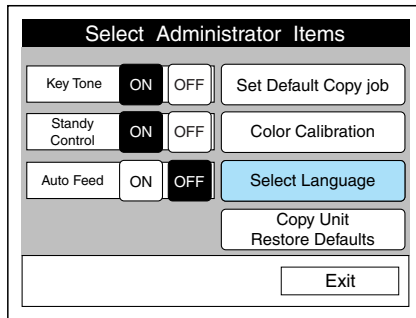 Select Administrator Items
Key Tone ON OFF Set Default Copy job
Standy
Control ON OFF Color Calibration
Auto Feed ON OFF Select Language
Copy Unit
Restore Defaults
Exit